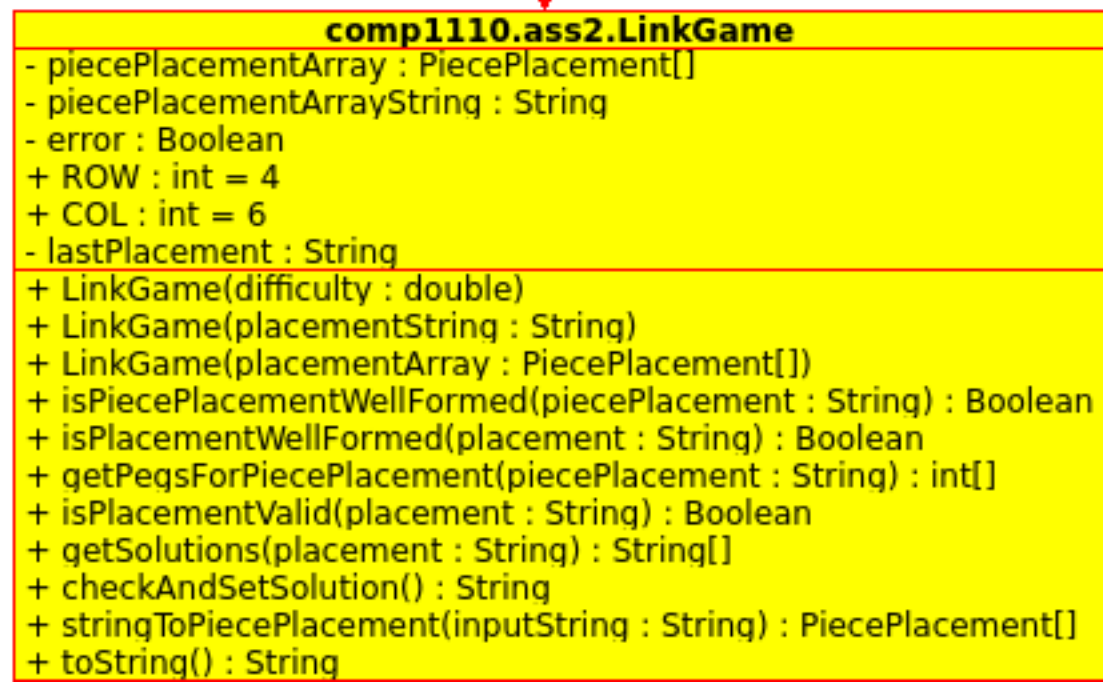 comp1110.ass2.LinkGame
- piecePlacementArray : PiecePlacement[]
- piecePlacementArrayString : String
- error : Boolean
+ ROW : int = 4
+ COL : int = 6
- lastPlacement : String
+ LinkGame(difficulty : double)
+ LinkGame(placementString : String)
+ LinkGame(placementArray : PiecePlacement[])
+ isPiecePlacementWellFormed(piecePlacement : String) : Boolean
+ isPlacementWellFormed(placement : String) : Boolean
+ getPegsForPiecePlacement(piecePlacement : String) : int[]
+ isPlacementValid(placement : String) : Boolean
+ getSolutions(placement : String) : String[]
+ checkAndSetSolution() : String
+ stringToPiecePlacement(inputString : String) : PiecePlacement[]
+ toString() : String